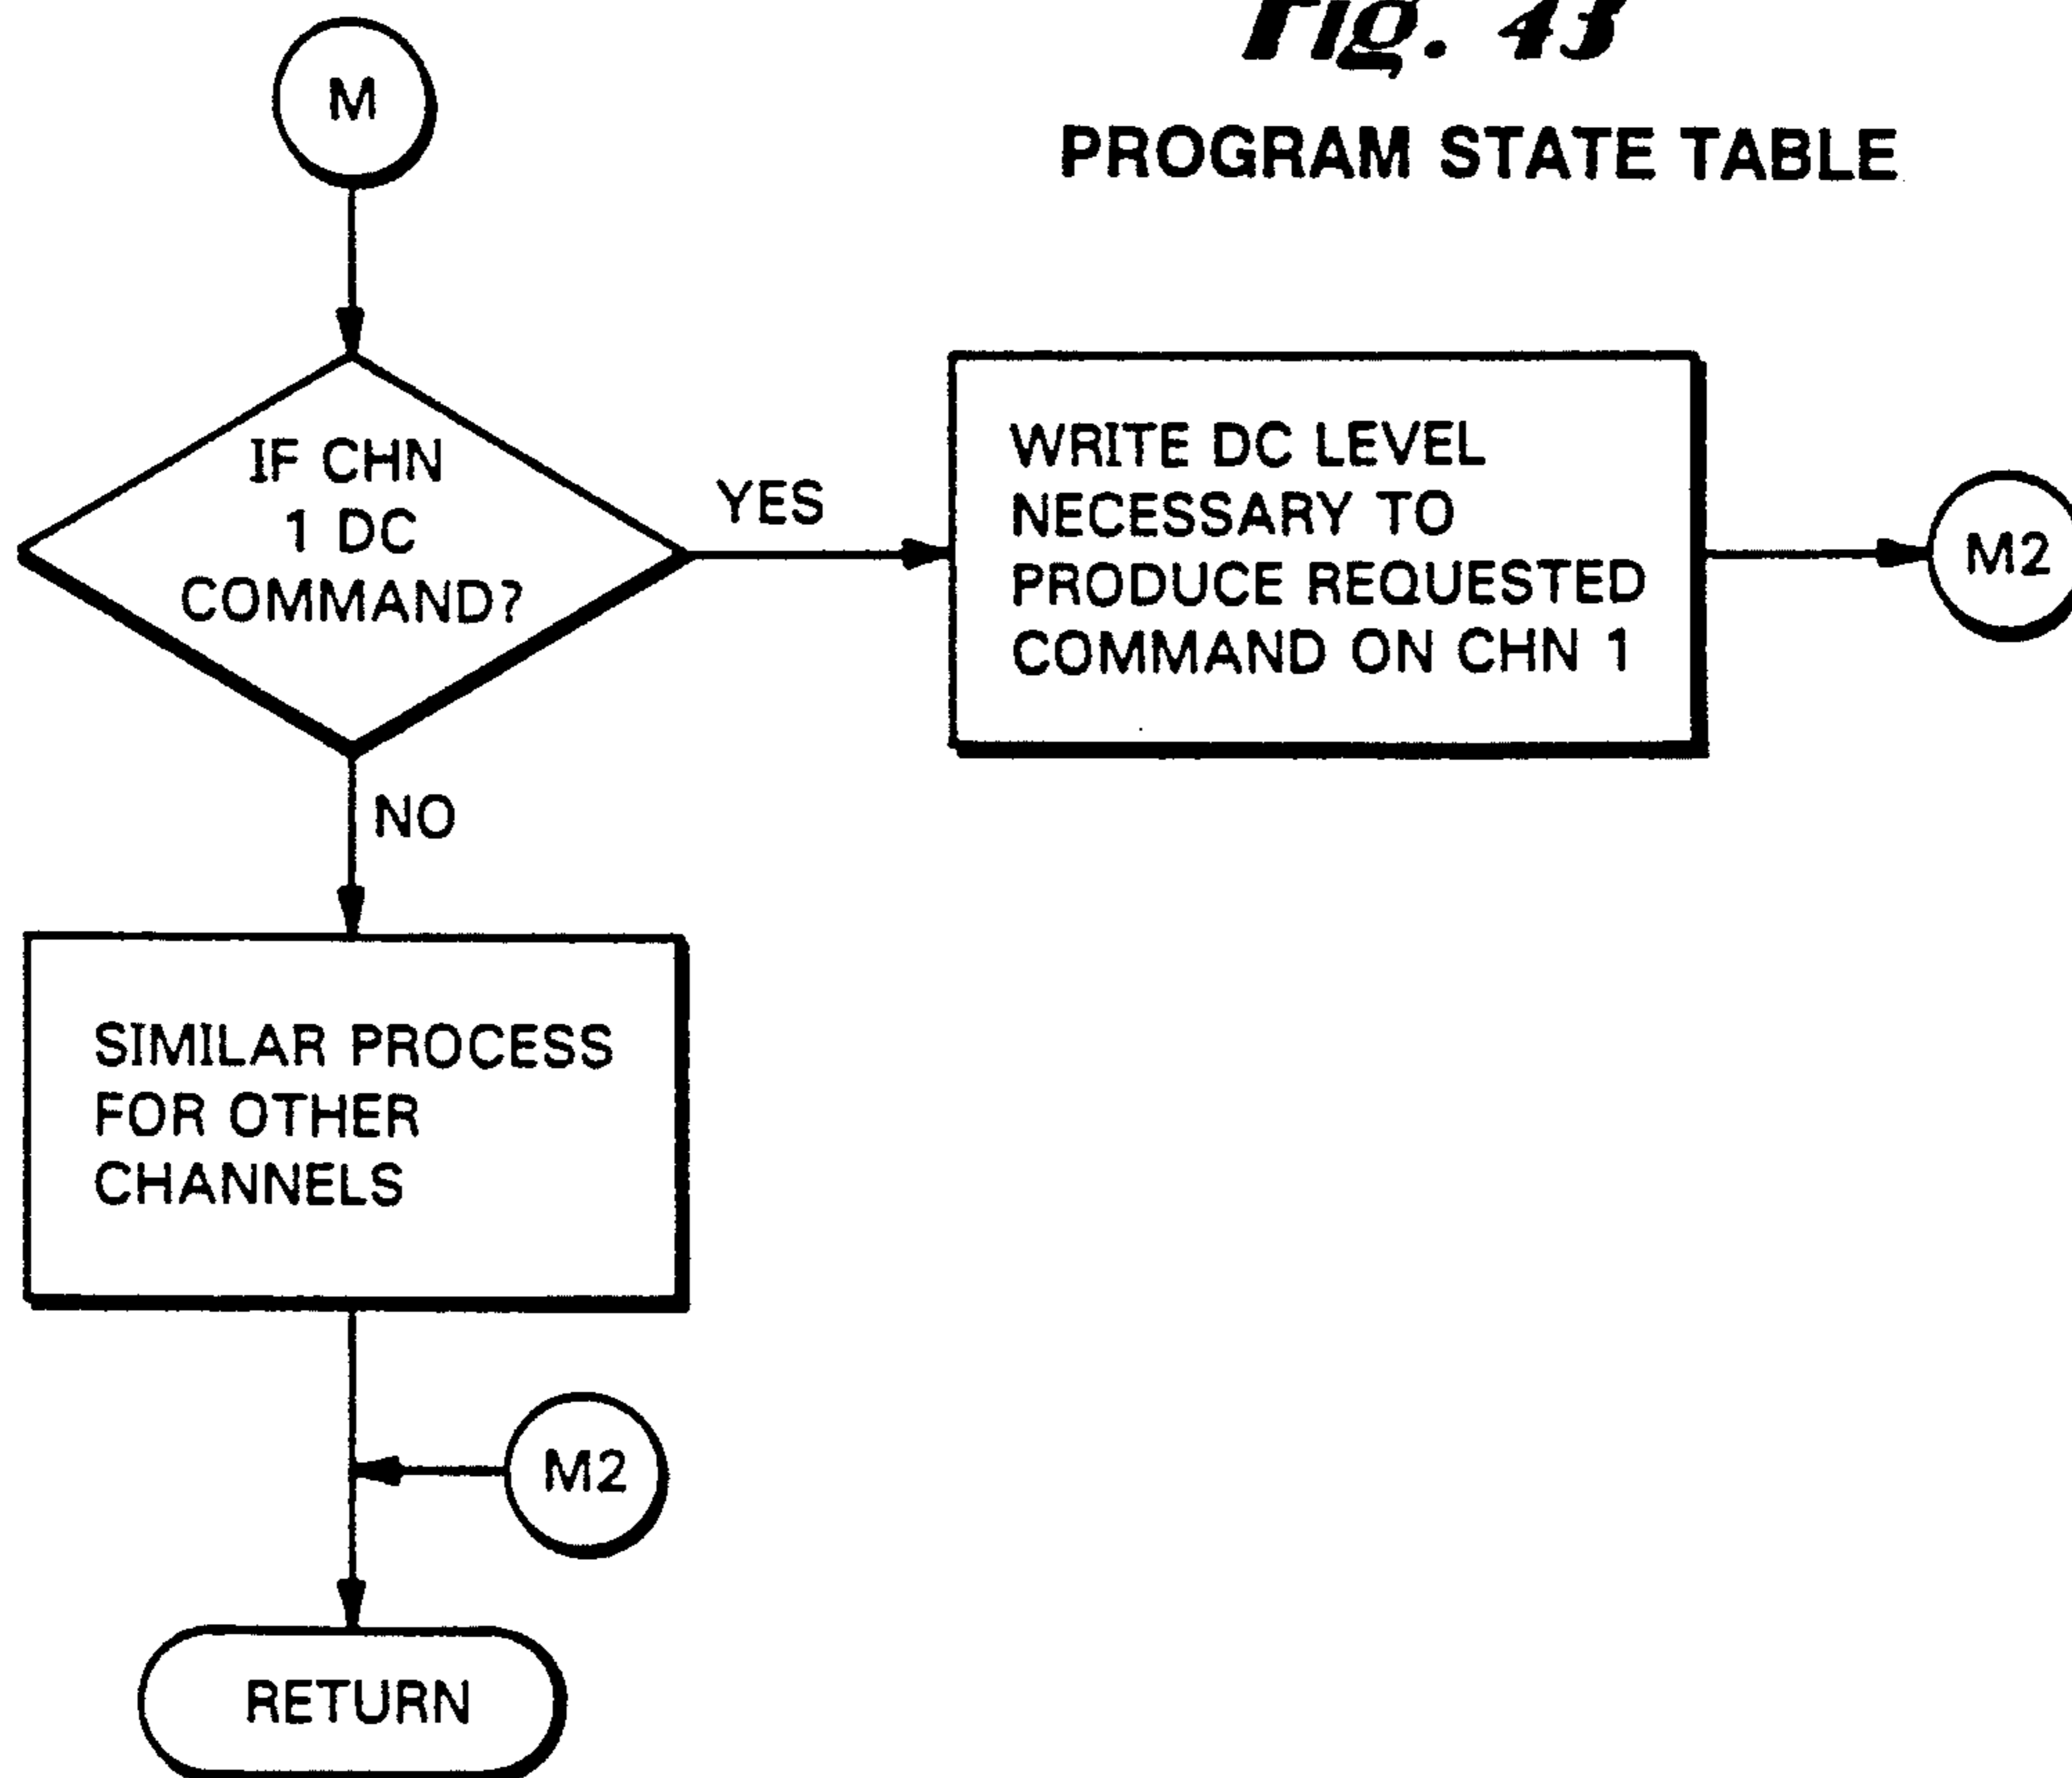 Fig. 4J
PROGRAM STATE TABLE
M
IF CHN
1 DC
COMMAND?
YES
WRITE DC LEVEL
NECESSARY TO
PRODUCE REQUESTED
COMMAND ON CHN 1
M2
NO
SIMILAR PROCESS
FOR OTHER
CHANNELS
M2
RETURN